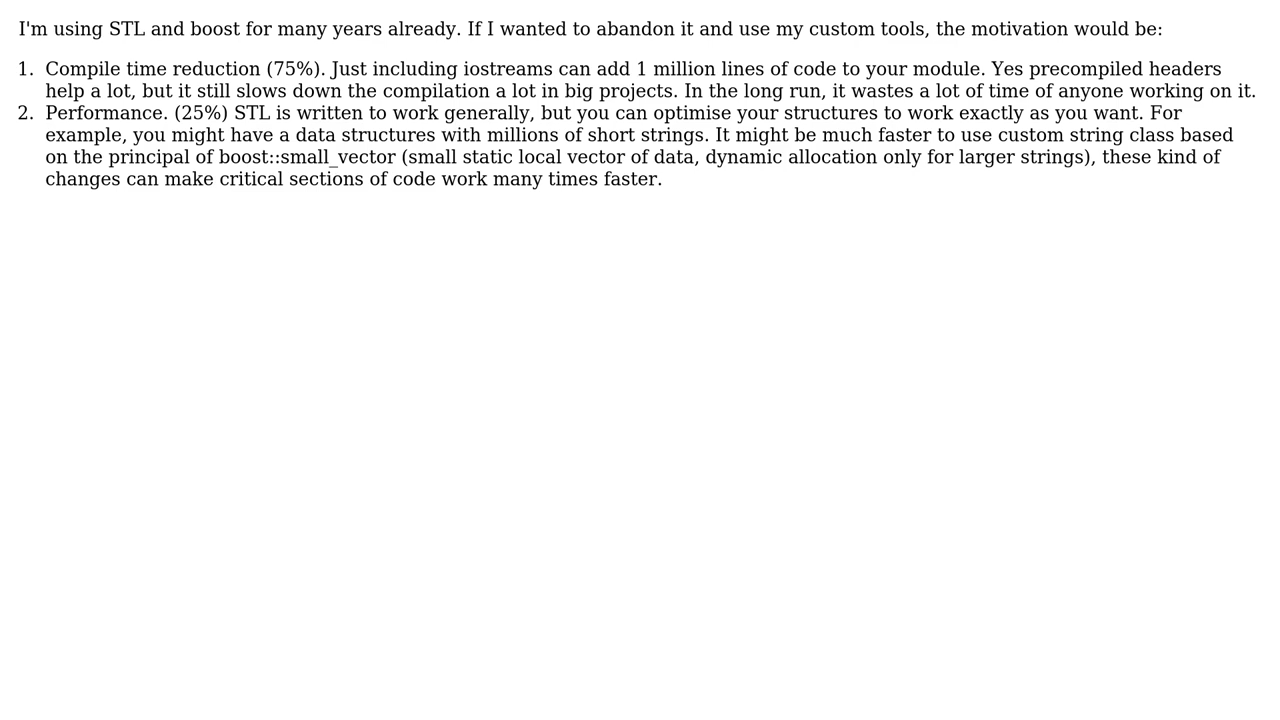 I'm using STL and boost for many years already. If I wanted to abandon it and use my custom tools, the motivation would be:
1. Compile time reduction (75%). Just including iostreams can add 1 million lines of code to your module. Yes precompiled headers
help a lot, but it still slows down the compilation a lot in big projects. In the long run, it wastes a lot of time of anyone working on it.
2. Performance. (25%) STL is written to work generally, but you can optimise your structures to work exactly as you want. For
example, you might have a data structures with millions of short strings. It might be much faster to use custom string class based
on the principal of boost::small_vector (small static local vector of data, dynamic allocation only for larger strings), these kind of
changes can make critical sections of code work many times faster.